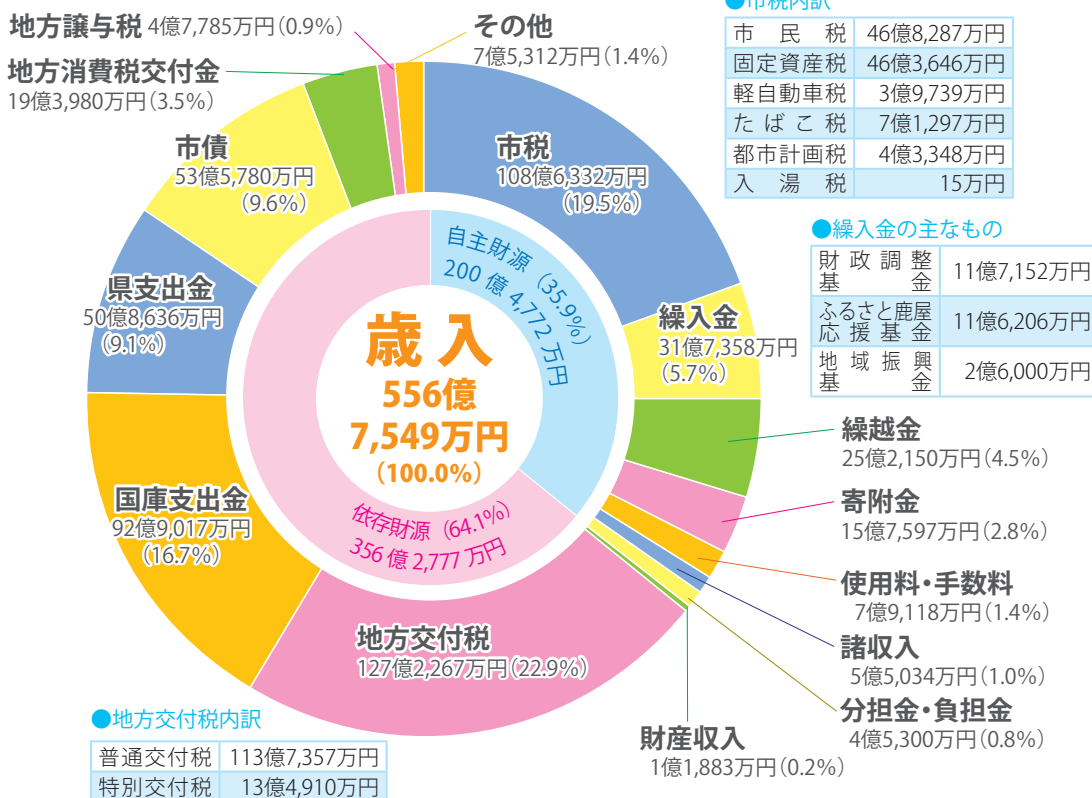 地方譲与税 4億7,785万円(0.9%)
その他
7億5,312万円(1.4%)
地方消費税交付金
19億3,980万円(3.5%)
市債
53億5,780万円
(9.6%)
県支出金
50億8,636万円
(9.1%)
国庫支出金
92億9,017万円
(16.7%)
地方交付税
127億2,267万円(22.9%)
市税
108億6,332万円
(19.5%)
繰入金
31億7,358万円
(5.7%)
繰越金
25億2,150万円(4.5%)
寄附金
15億7,597万円(2.8%)
使用料・手数料
7億9,118万円(1.4%)
諸収入
5億5,034万円(1.0%)
分担金・負担金
4億5,300万円(0.8%)
財産収入
1億1,883万円(0.2%)
自主財源(35.9%)
200億4,772万円
歳入
556億
7,549万円
(100.0%)
依存財源(64.1%)
356億2,777万円
●市税内訳
市民税 46億8,287万円
固定資産税 46億3,646万円
軽自動車税 3億9,739万円
たばこ税 7億1,297万円
都市計画税 4億3,348万円
入湯税 15万円
●繰入金の主なもの
財政調整
基金 11億7,152万円
ふるさと鹿屋
応援基金 11億6,206万円
地域振興
基金 2億6,000万円
●地方交付税内訳
普通交付税 113億7,357万円
特別交付税 13億4,910万円